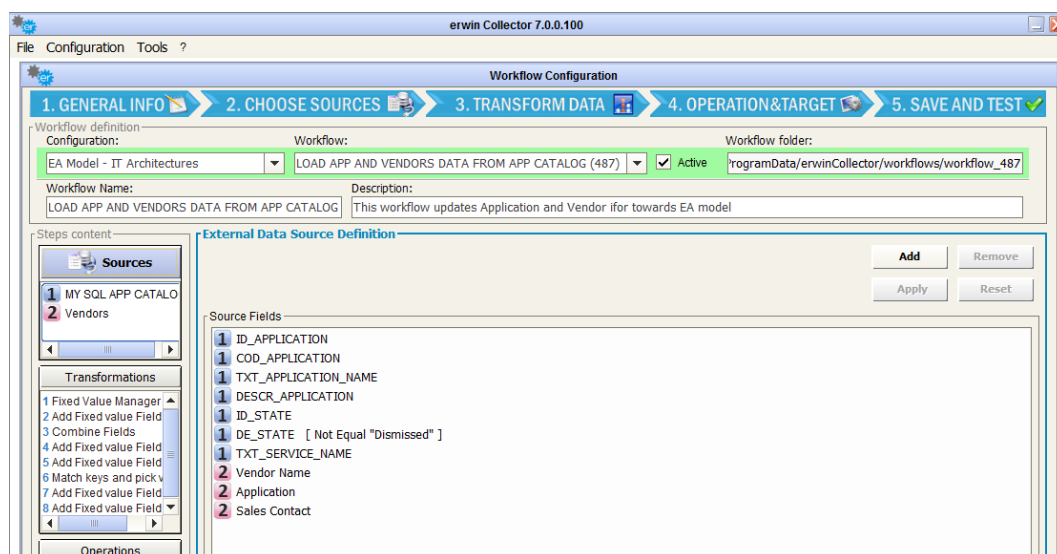 erwin Collector 7.0.0.100
File Configuration Tools ?
Workflow Configuration
1. GENERAL INFO 2. CHOOSE SOURCES 3. TRANSFORM DATA 4. OPERATION&TARGET 5. SAVE AND TEST
Workflow definition
Configuration: Workflow: Workflow folder:
EA Model - IT Architectures LOAD APP AND VENDORS DATA FROM APP CATALOG (487) Active ProgramData/erwinCollector/workflows/workflow_487
Workflow Name: Description:
LOAD APP AND VENDORS DATA FROM APP CATALOG This workflow updates Application and Vendor ifor towards EA model
Steps content External Data Source Definition
Sources
Add Remove
Apply Reset
1 MY SQL APP CATALO
2 Vendors
Source Fields
1 ID_APPLICATION
1 COD_APPLICATION
1 TXT_APPLICATION_NAME
1 DESCR_APPLICATION
1 ID_STATE
1 DE_STATE [ Not Equal "Dismissed" ]
1 TXT_SERVICE_NAME
2 Vendor Name
2 Application
2 Sales Contact
Transformations
1 Fixed Value Manager
2 Add Fixed value Field
3 Combine Fields
4 Add Fixed value Field
5 Add Fixed value Field
6 Match keys and pick v
7 Add Fixed value Field
8 Add Fixed value Field
Operations